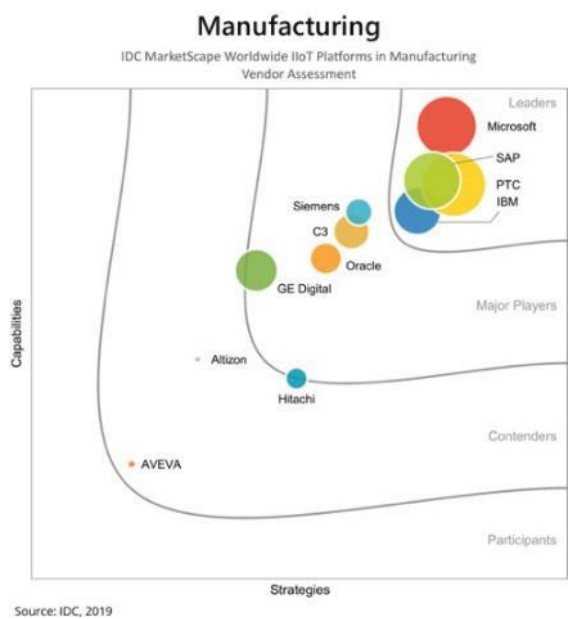 Manufacturing
IDC MarketScape Worldwide IIoT Platforms in Manufacturing
Vendor Assessment
Leaders
Microsoft
SAP
PTC
IBM
Siemens
C3
Oracle
GE Digital
Major Players
Capabilities
Altizon
Hitachi
Contenders
AVEVA
Participants
Strategies
Source: IDC, 2019